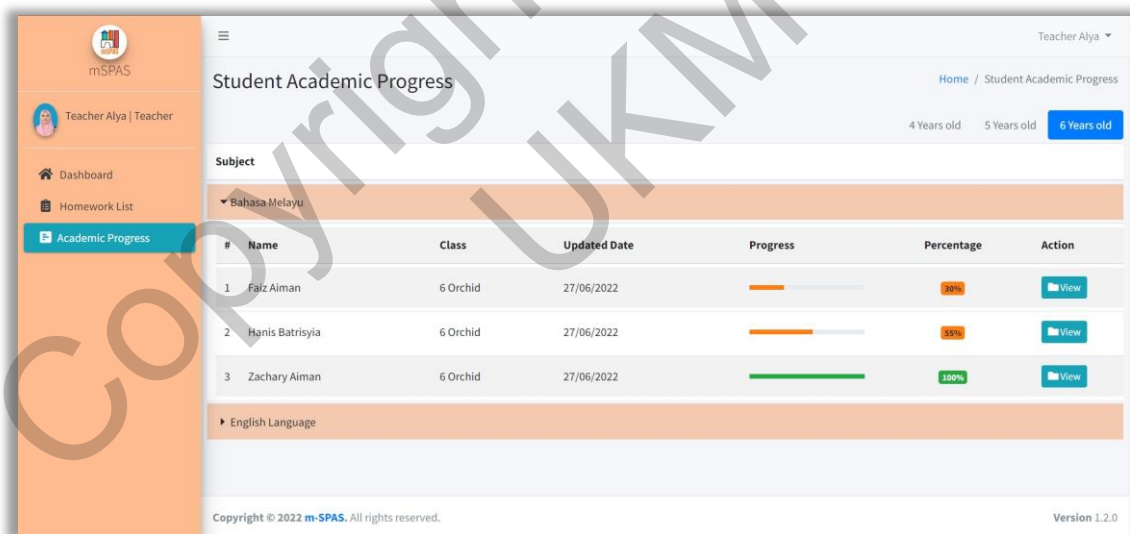 mSPAS
mSPAS
Teacher Alya | Teacher
Dashboard
Homework List
Academic Progress
Teacher Alya
Student Academic Progress
Home / Student Academic Progress
4 Years old 5 Years old 6 Years old
Subject
Bahasa Melayu
# Name Class Updated Date Progress Percentage Action
1 Faiz Aiman 6 Orchid 27/06/2022 30% View
2 Hanis Batrisyia 6 Orchid 27/06/2022 55% View
3 Zachary Aiman 6 Orchid 27/06/2022 100% View
English Language
Copyright © 2022 m-SPAS. All rights reserved.
Version 1.2.0
Copyright
UKM